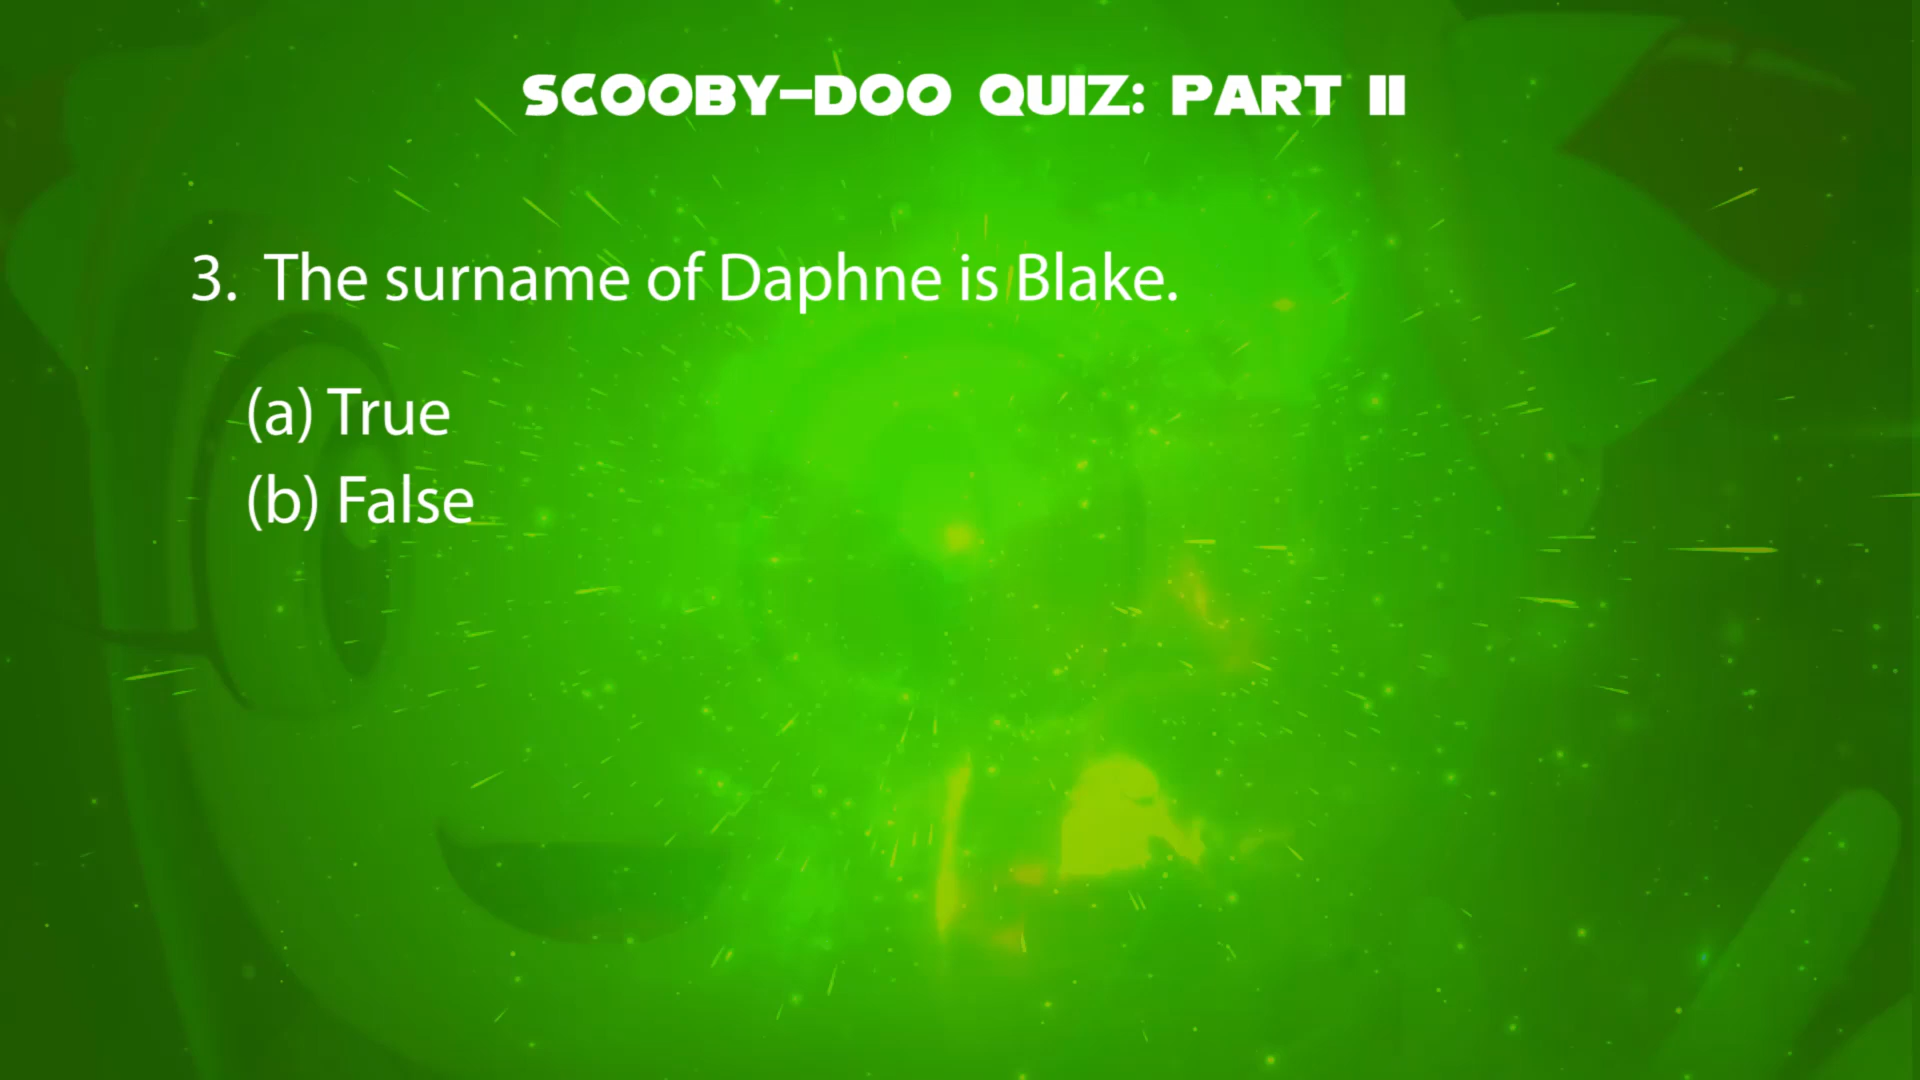 SCOOBY-DOO QUIZ: PART II
3. The surname of Daphne is Blake.
(a) True
(b) False